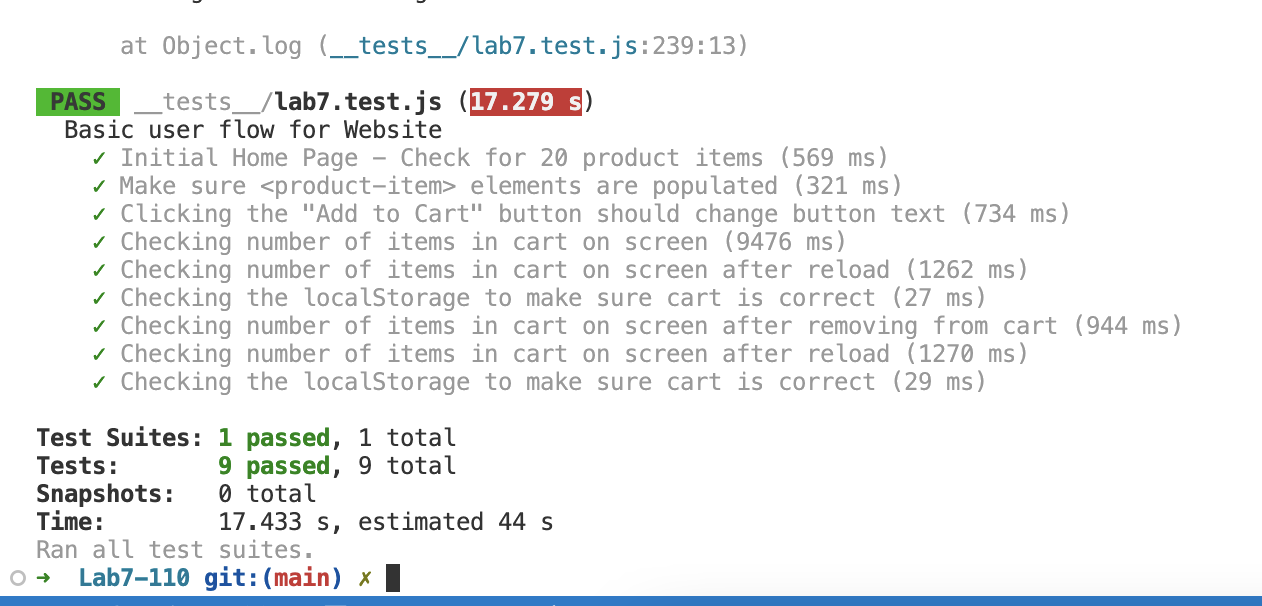 at Object.log (__tests__/lab7.test.js:239:13)
PASS __tests__/lab7.test.js (17.279 s)
Basic user flow for Website
✓ Initial Home Page – Check for 20 product items (569 ms)
✓ Make sure <product-item> elements are populated (321 ms)
✓ Clicking the "Add to Cart" button should change button text (734 ms)
✓ Checking number of items in cart on screen (9476 ms)
✓ Checking number of items in cart on screen after reload (1262 ms)
✓ Checking the localStorage to make sure cart is correct (27 ms)
✓ Checking number of items in cart on screen after removing from cart (944 ms)
✓ Checking number of items in cart on screen after reload (1270 ms)
✓ Checking the localStorage to make sure cart is correct (29 ms)
Test Suites: 1 passed, 1 total
Tests: 9 passed, 9 total
Snapshots: 0 total
Time: 17.433 s, estimated 44 s
Ran all test suites.
➜ Lab7-110 git:(main) ✗